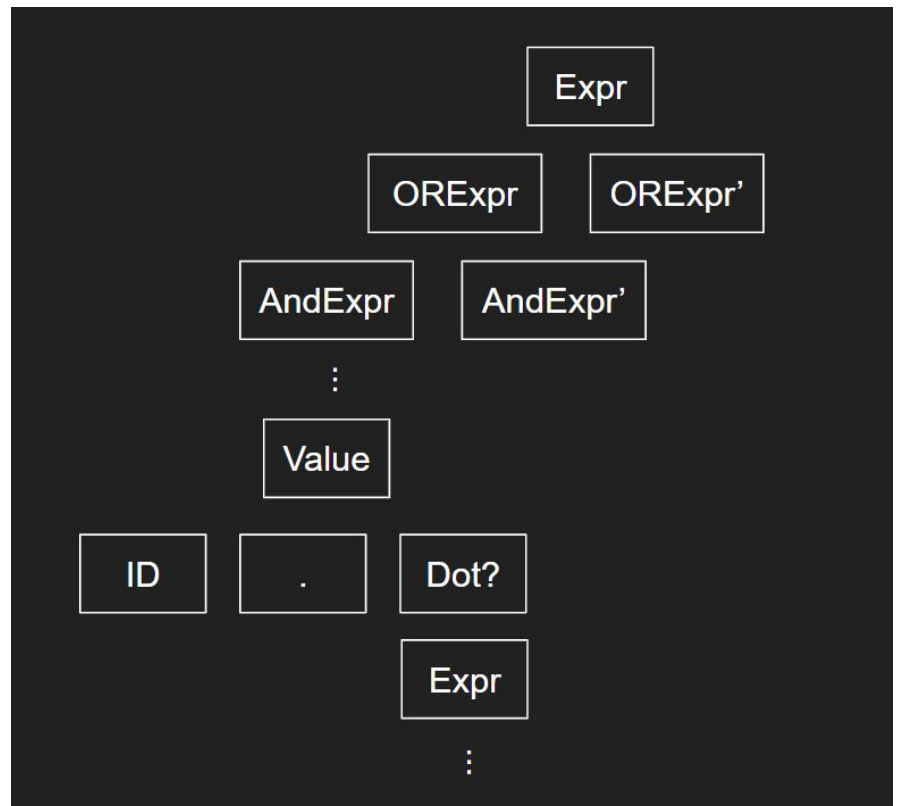 Expr
ORExpr ORExpr’
AndExpr AndExpr’
⋮
Value
ID . Dot?
Expr
⋮